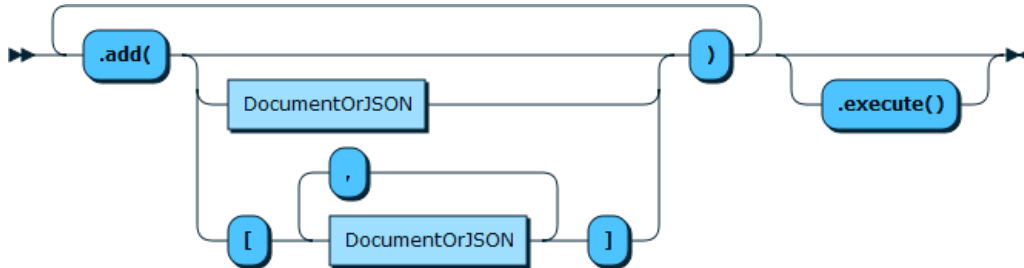 .add( )
DocumentOrJSON .execute()
,
[ DocumentOrJSON ]